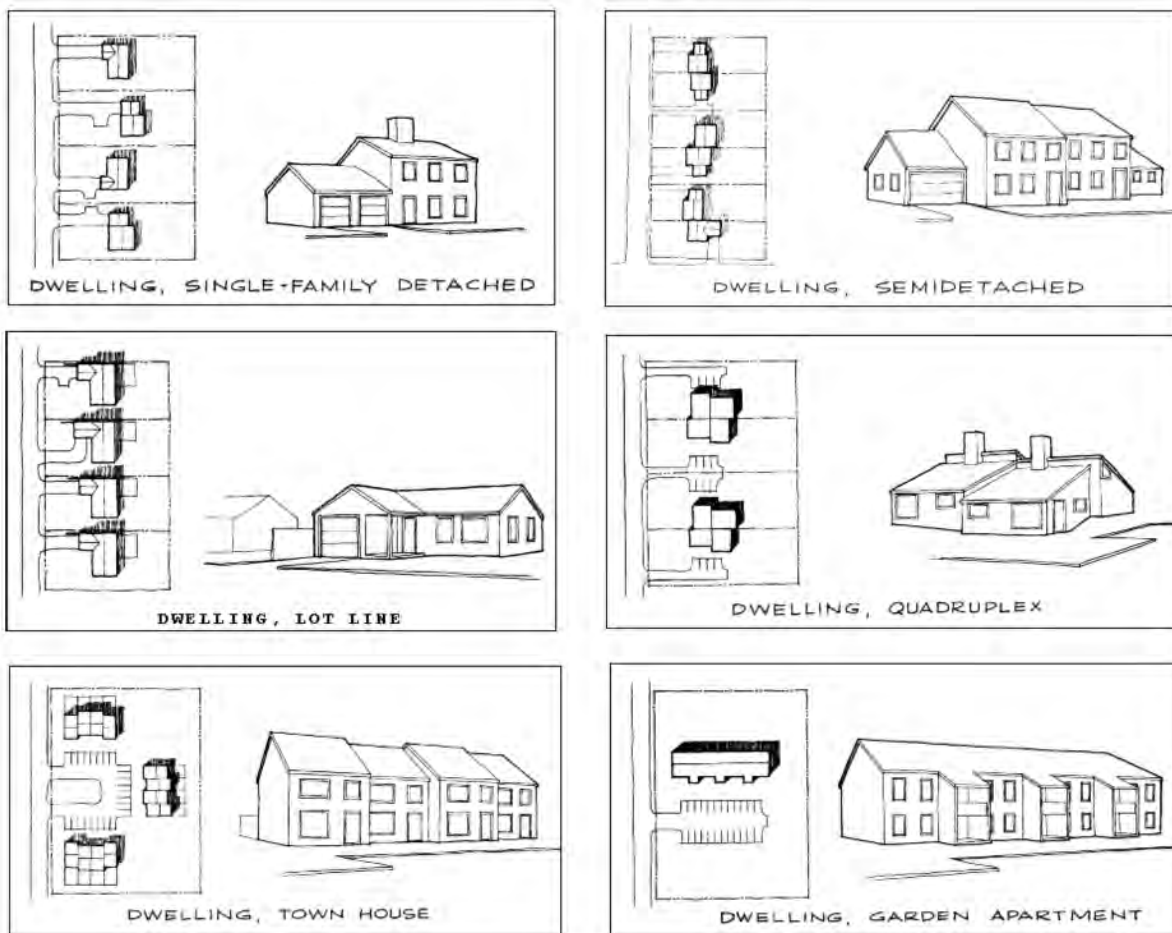 DWELLING, SINGLE-FAMILY DETACHED
DWELLING, SEMIDETACHED
DWELLING, LOT LINE
DWELLING, QUADRUPLEX
DWELLING, TOWN HOUSE
DWELLING, GARDEN APARTMENT